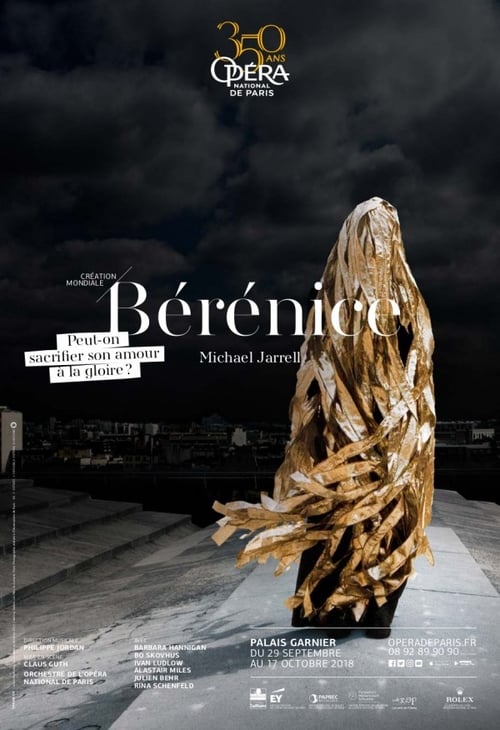 350
ANS
OPÉRA
NATIONAL
DE PARIS
CRÉATION
MONDIALE
Bérénice
Peut-on
sacrifier son amour
à la gloire ?
Michael Jarrell
DIRECTION MUSICALE
PHILIPPE JORDAN
MISE EN SCÈNE
CLAUS GUTH
ORCHESTRE DE L'OPÉRA
NATIONAL DE PARIS
AVEC
BARBARA HANNIGAN
BO SKOVHUS
IVAN LUDLOW
ALASTAIR MILES
JULIEN BEHR
RINA SCHENFELD
PALAIS GARNIER
DU 29 SEPTEMBRE
AU 17 OCTOBRE 2018
OPERADEPARIS.FR
08 92 89 90 90
EY
PAPREC
ROLEX